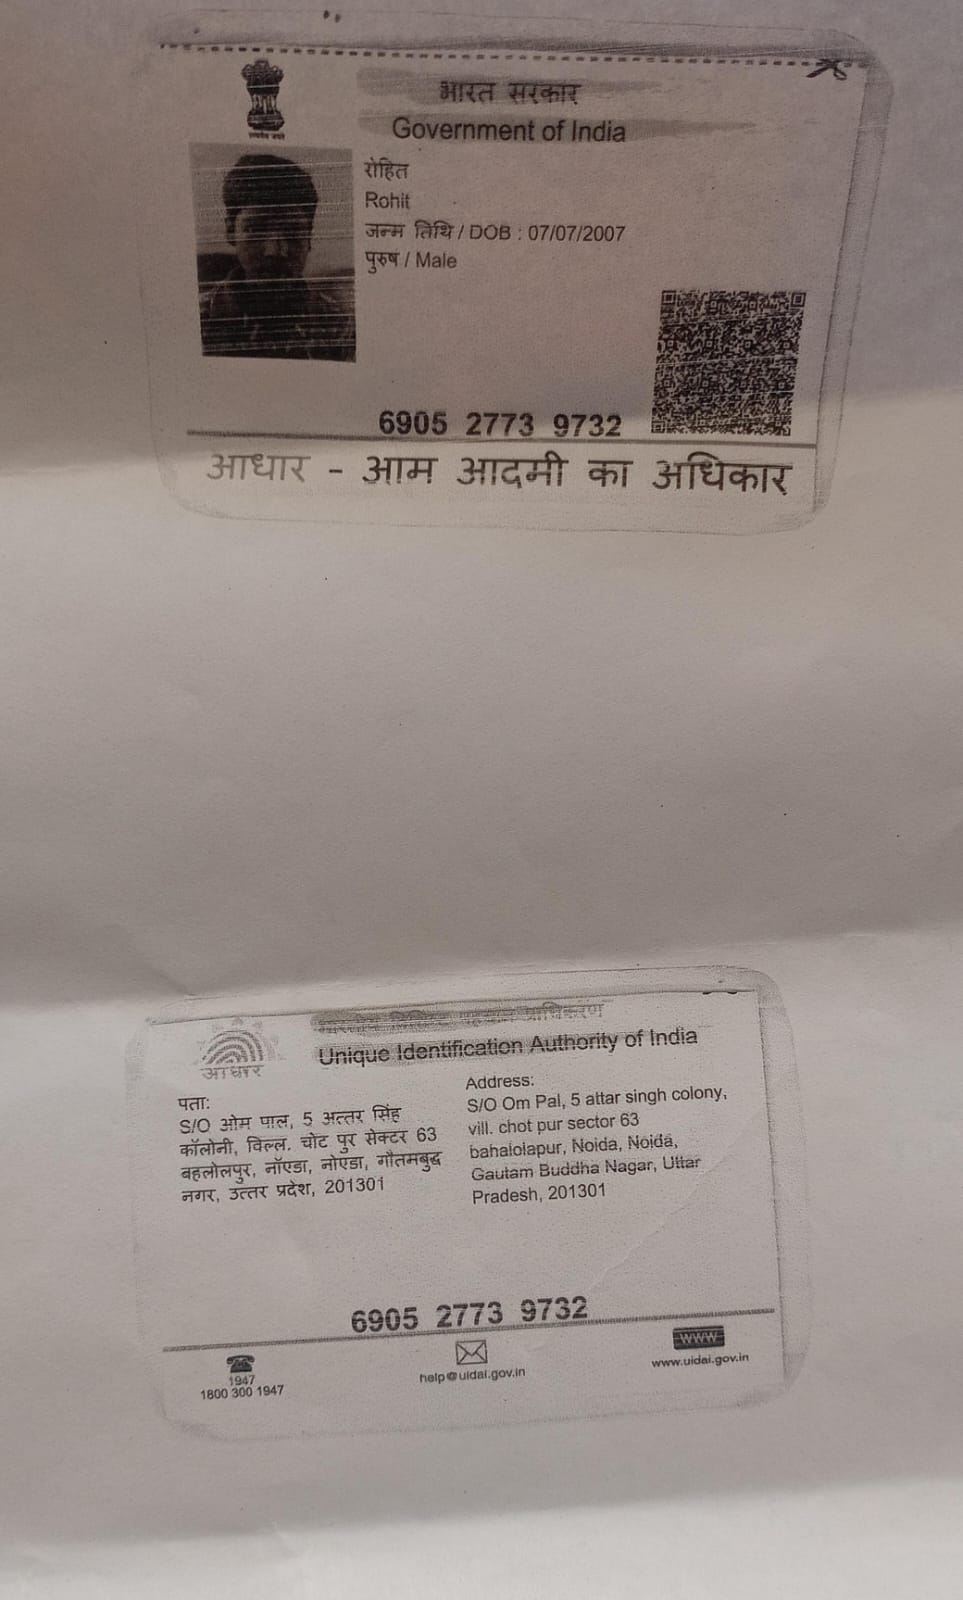 भारत सरकार
Government of India
रोहित
Rohit
जन्म तिथि / DOB : 07/07/2007
पुरुष / Male
6905 2773 9732
आधार - आम आदमी का अधिकार
प्राधिकरण
Unique Identification Authority of India
आधार
पता:
S/O ओम पाल, 5 अत्तर सिंह
कॉलोनी, विल्ल. चोट पुर सेक्टर 63
बहलोलपुर, नॉएडा, नोएडा, गौतमबुद्ध
नगर, उत्तर प्रदेश, 201301
Address:
S/O Om Pal, 5 attar singh colony,
vill. chot pur sector 63
bahalolapur, Noida, Noida,
Gautam Buddha Nagar, Uttar
Pradesh, 201301
6905 2773 9732
1947
1800 300 1947
help@uidai.gov.in
www
www.uidai.gov.in